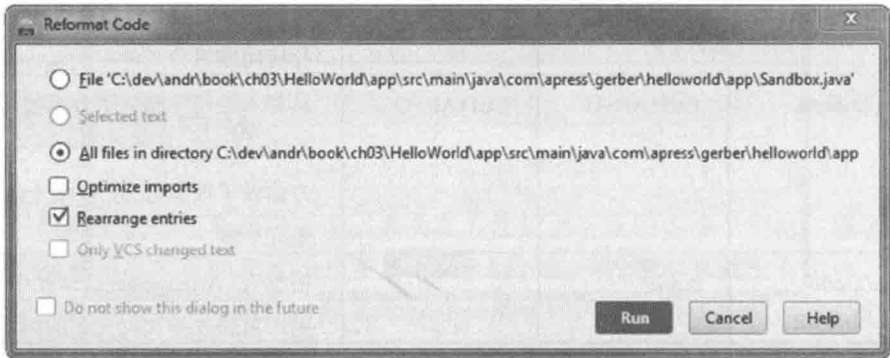 Reformat Code
X
File 'C:\dev\andr\book\ch03\HelloWorld\app\src\main\java\com\apress\gerber\helloworld\app\Sandbox.java'
Selected text
All files in directory C:\dev\andr\book\ch03\HelloWorld\app\src\main\java\com\apress\gerber\helloworld\app
Optimize imports
Rearrange entries
Only VCS changed text
Do not show this dialog in the future
Run Cancel Help